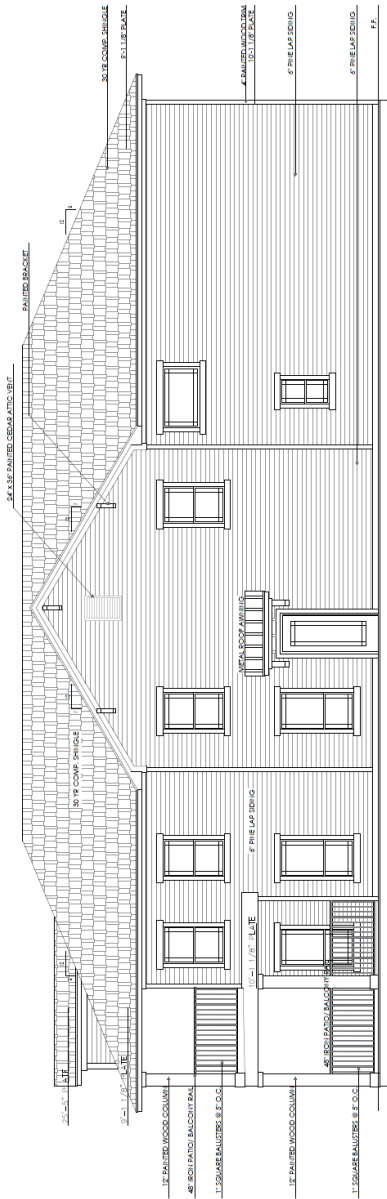 30 YR COMP. SHINGLE
9'-1 1/8" PLATE
4" PAINTED WOOD TRIM
10'-1 1/8" PLATE
6" PINE LAP SIDING
6" PINE LAP SIDING
F.F.
PAINTED BRACKET
24" X 36" PAINTED CEDAR ATTIC VENT
12
12
METAL ROOF AWNING
30 YR COMP. SHINGLE
12
6" PINE LAP SIDING
10'-1 1/8" PLATE
12
48" IRON PATIO/ BALCONY RAIL
9'-1 1/8" PLATE
12" PAINTED WOOD COLUMN
48" IRON PATIO/ BALCONY RAIL
1" SQUARE BALUSTERS @ 5" O.C.
12" PAINTED WOOD COLUMN
1" SQUARE BALUSTERS @ 5" O.C.